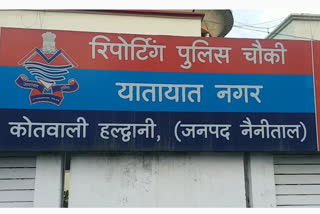 रिपोर्टिंग पुलिस चौकी
यातायात नगर
कोतवाली हल्द्वानी, (जनपद नैनीताल)